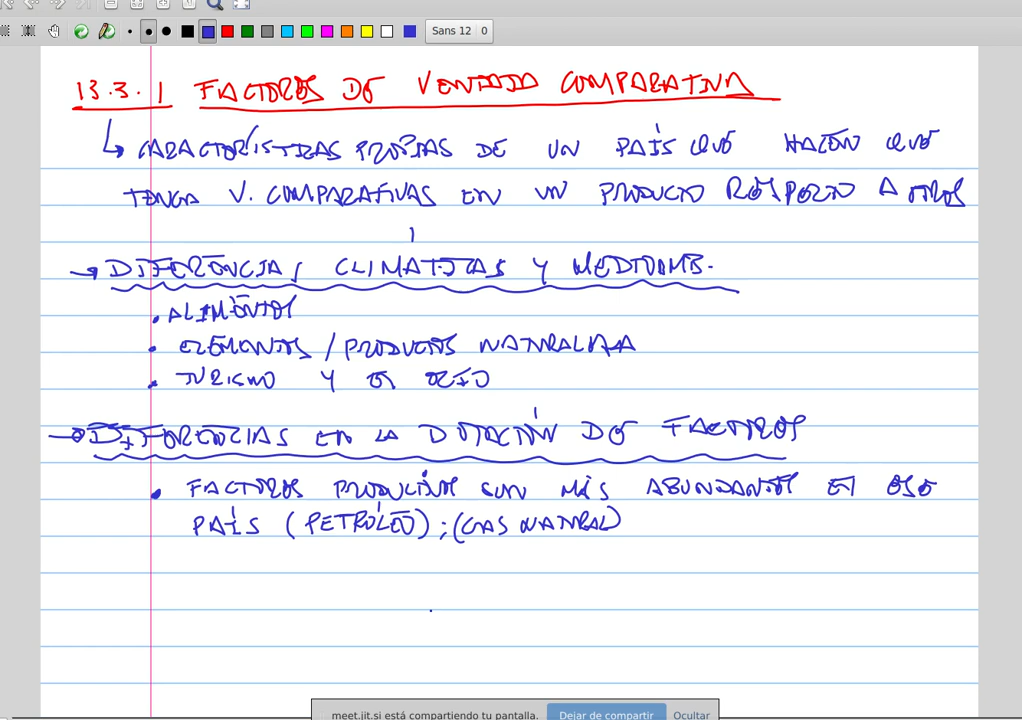 Sans 12 0
13.3.1 FACTORES DE VENTAJA COMPARATIVA
↳ CARACTERÍSTICAS PROPIAS DE UN PAÍS QUE HACEN QUE
TENGA V. COMPARATIVAS EN UN PRODUCTO RESPECTO A OTROS
→ DIFERENCIAS CLIMÁTICAS Y MEDIOAMB.
• ALIMENTOS
• ELEMENTOS / PRODUCTOS NATURALEZA
• TURISMO Y EL OCIO
→ DIFERENCIAS EN LA DOTACIÓN DE FACTORES
• FACTORES PRODUCTIVOS SON MÁS ABUNDANTES EN ESE
PAÍS (PETRÓLEO) ; (GAS NATURAL)
meet.jit.si está compartiendo tu pantalla. Dejar de compartir Ocultar